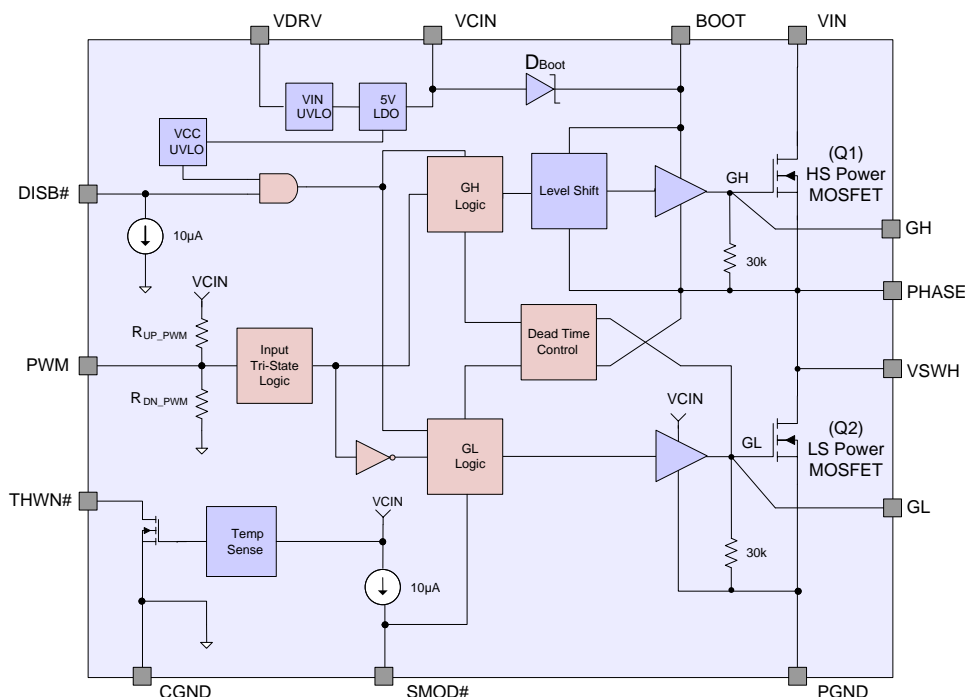 VDRV
VCIN
BOOT
VIN
DBoot
VIN
UVLO
5V
LDO
VCC
UVLO
DISB#
10µA
GH
Logic
Level Shift
GH
(Q1)
HS Power
MOSFET
GH
30k
PHASE
VCIN
RUP_PWM
PWM
Input
Tri-State
Logic
RDN_PWM
Dead Time
Control
VSWH
VCIN
GL
Logic
GL
(Q2)
LS Power
MOSFET
GL
THWN#
VCIN
Temp
Sense
10µA
30k
CGND
SMOD#
PGND